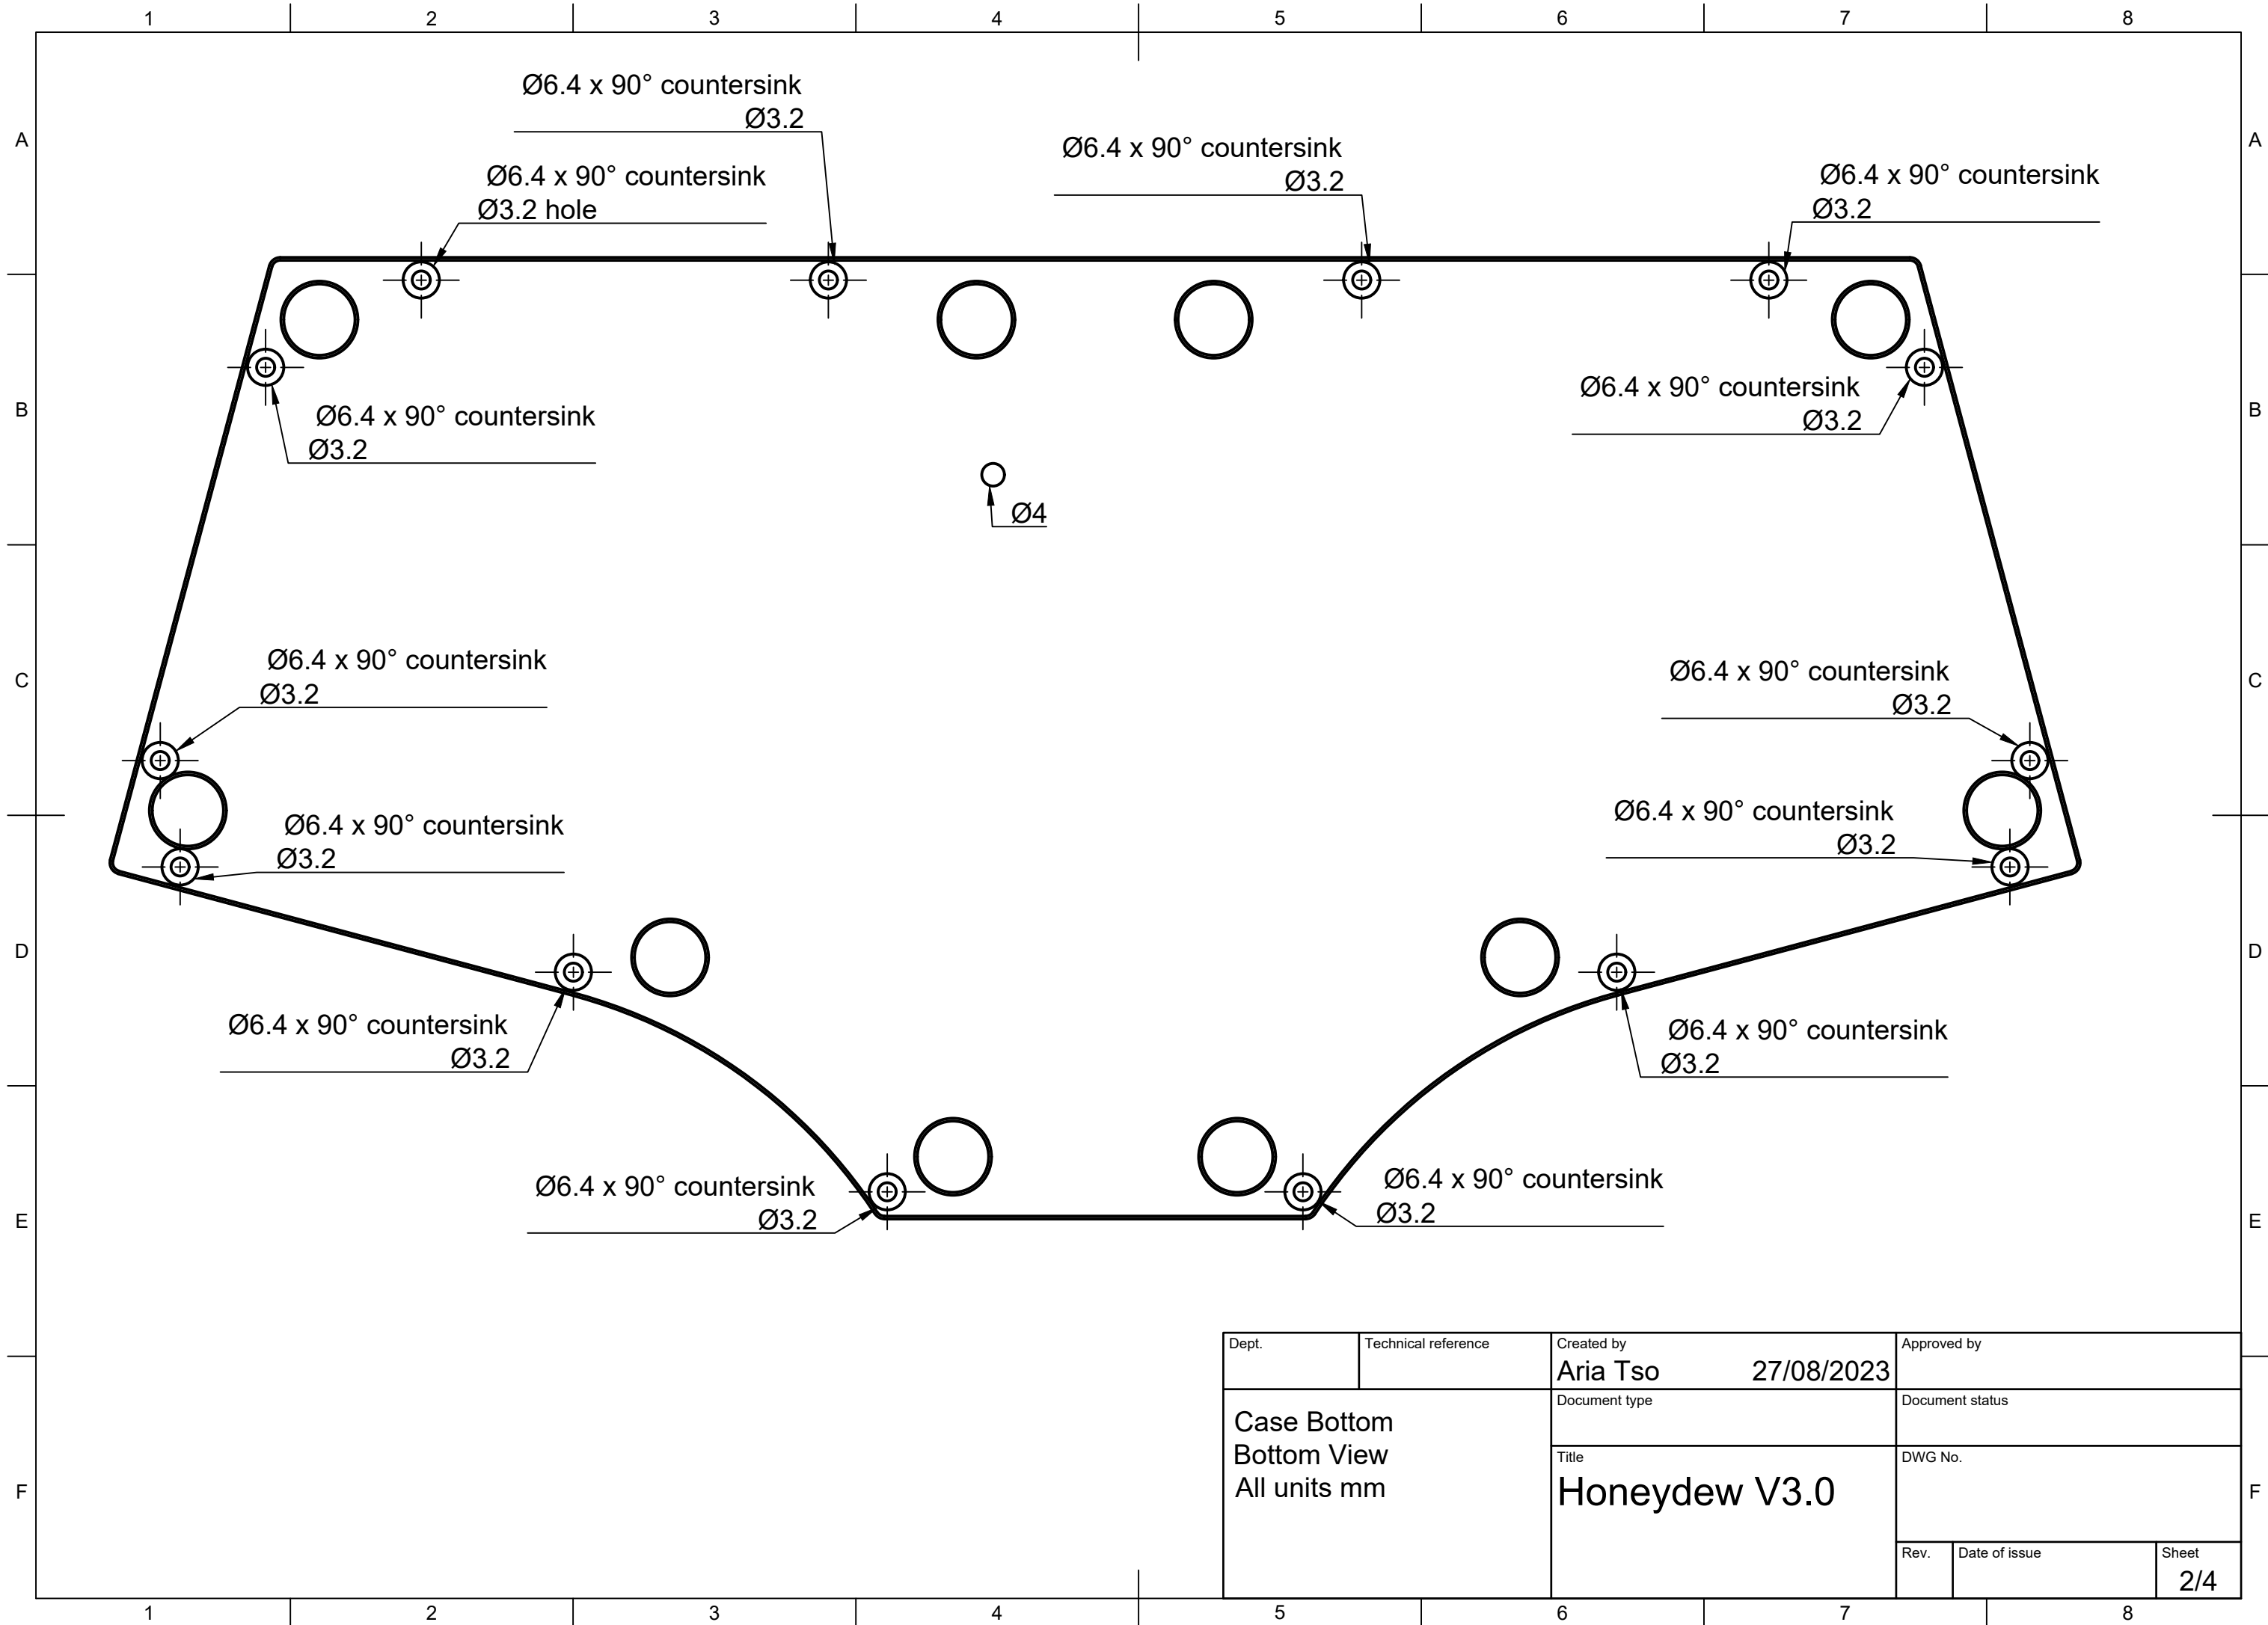 1 2 3 4 5 6 7 8
A A
Ø6.4 x 90° countersink
Ø3.2
Ø6.4 x 90° countersink
Ø3.2 hole
Ø6.4 x 90° countersink
Ø3.2
Ø6.4 x 90° countersink
Ø3.2
B B
Ø6.4 x 90° countersink
Ø3.2
Ø6.4 x 90° countersink
Ø3.2
Ø4
C C
Ø6.4 x 90° countersink
Ø3.2
Ø6.4 x 90° countersink
Ø3.2
Ø6.4 x 90° countersink
Ø3.2
Ø6.4 x 90° countersink
Ø3.2
D D
Ø6.4 x 90° countersink
Ø3.2
Ø6.4 x 90° countersink
Ø3.2
E E
Ø6.4 x 90° countersink
Ø3.2
Ø6.4 x 90° countersink
Ø3.2
Dept. Technical reference Created by Approved by
Aria Tso 27/08/2023
Document type Document status
Case Bottom
Bottom View
All units mm
Title DWG No.
Honeydew V3.0
F F
Rev. Date of issue Sheet
2/4
1 2 3 4 5 6 7 8